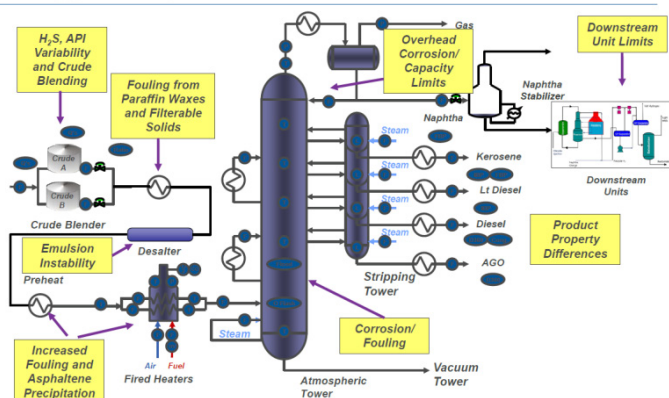 H₂S, API
Variability
and Crude
Blending
Fouling from
Paraffin Waxes
and Filterable
Solids
Gas
Overhead
Corrosion/
Capacity
Limits
Downstream
Unit Limits
Naphtha
Stabilizer
Crude
A
Crude
B
Crude Blender
Emulsion
Instability
Desalter
Preheat
Naphtha
Steam
Kerosene
Steam
Lt Diesel
Steam
Diesel
Steam
AGO
Stripping
Tower
Downstream
Units
Product
Property
Differences
Steam
Air
Fuel
Fired Heaters
Increased
Fouling and
Asphaltene
Precipitation
Corrosion/
Fouling
Atmospheric
Tower
Vacuum
Tower